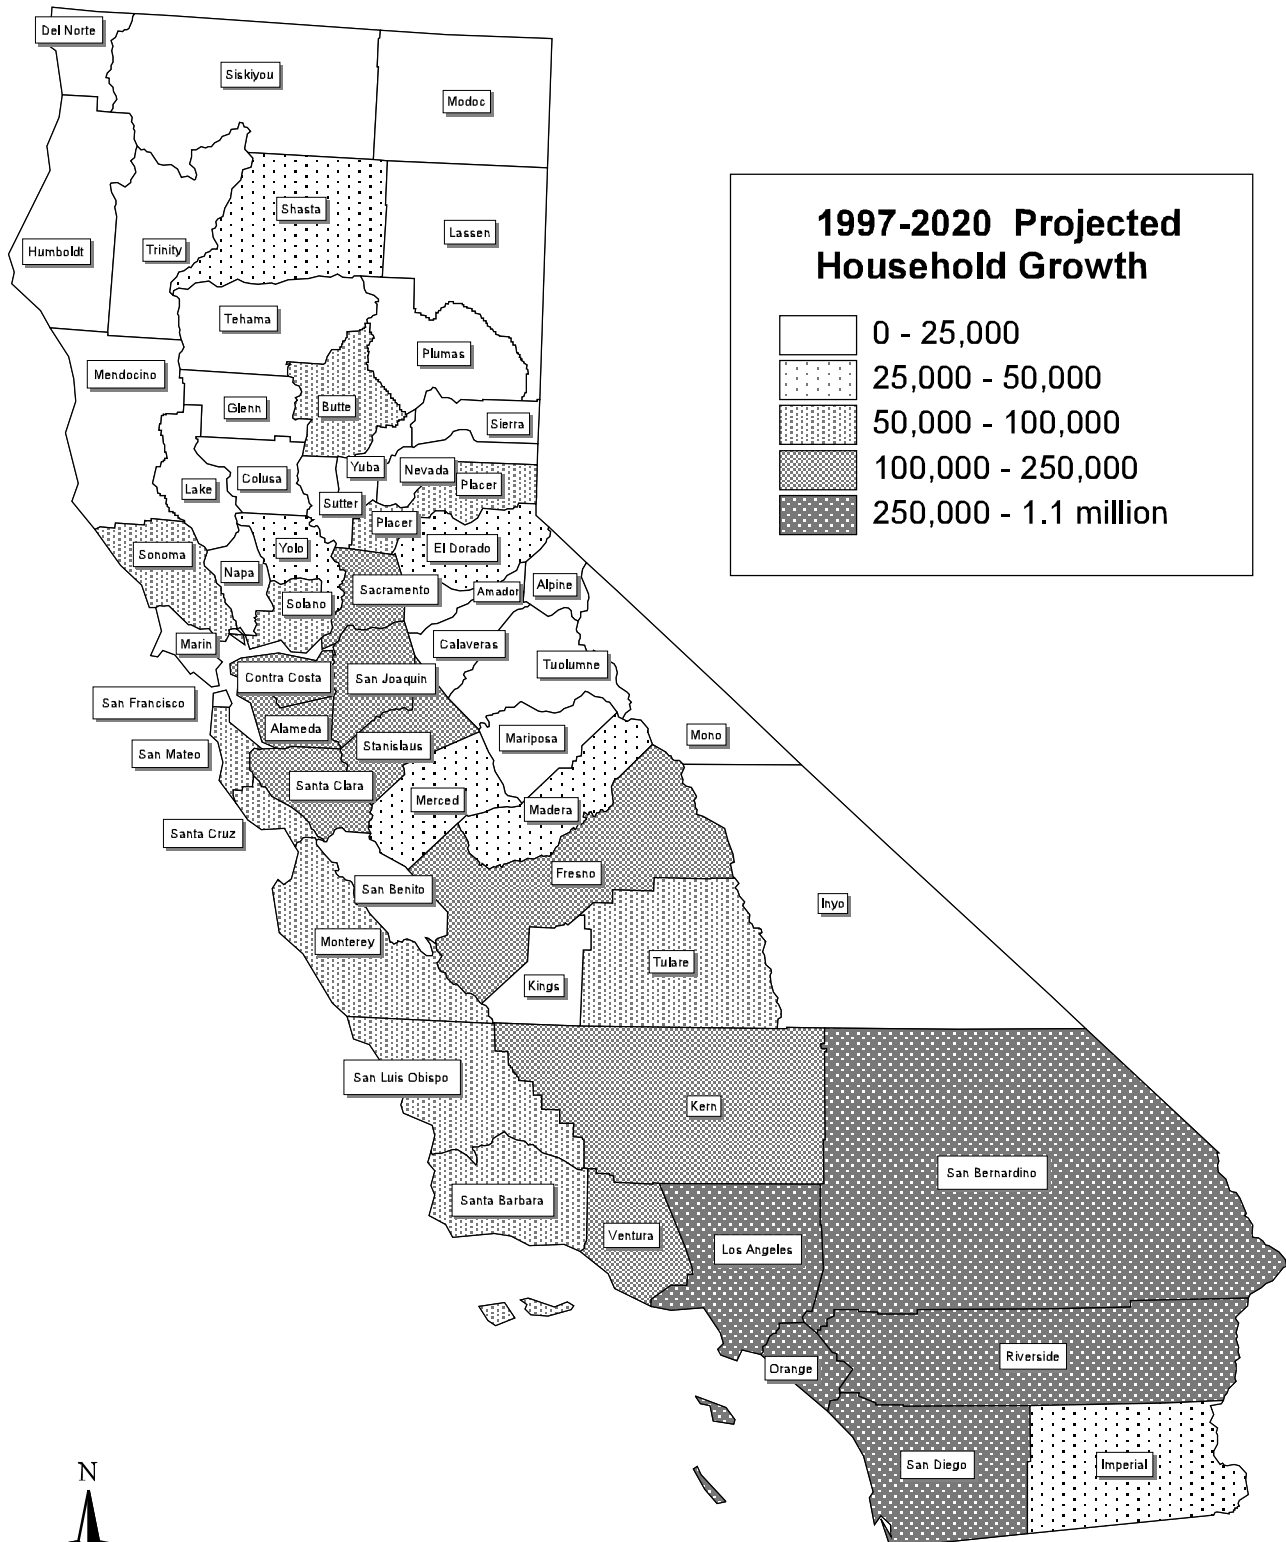 Del Norte
Siskiyou
Modoc
Shasta
Lassen
Humboldt
Trinity
1997-2020 Projected
Household Growth
0 - 25,000
25,000 - 50,000
50,000 - 100,000
100,000 - 250,000
250,000 - 1.1 million
Tehama
Plumas
Mendocino
Glenn
Butte
Sierra
Yuba
Nevada
Colusa
Placer
Lake
Sutter
Placer
Sonoma
Yolo
El Dorado
Napa
Sacramento
Amador
Alpine
Solano
Marin
Calaveras
Tuolumne
Contra Costa
San Joaquin
San Francisco
Alameda
Stanislaus
Mariposa
Mono
San Mateo
Santa Clara
Merced
Madera
Santa Cruz
Fresno
San Benito
Inyo
Monterey
Tulare
Kings
San Luis Obispo
Kern
San Bernardino
Santa Barbara
Ventura
Los Angeles
Riverside
Orange
San Diego
Imperial
N